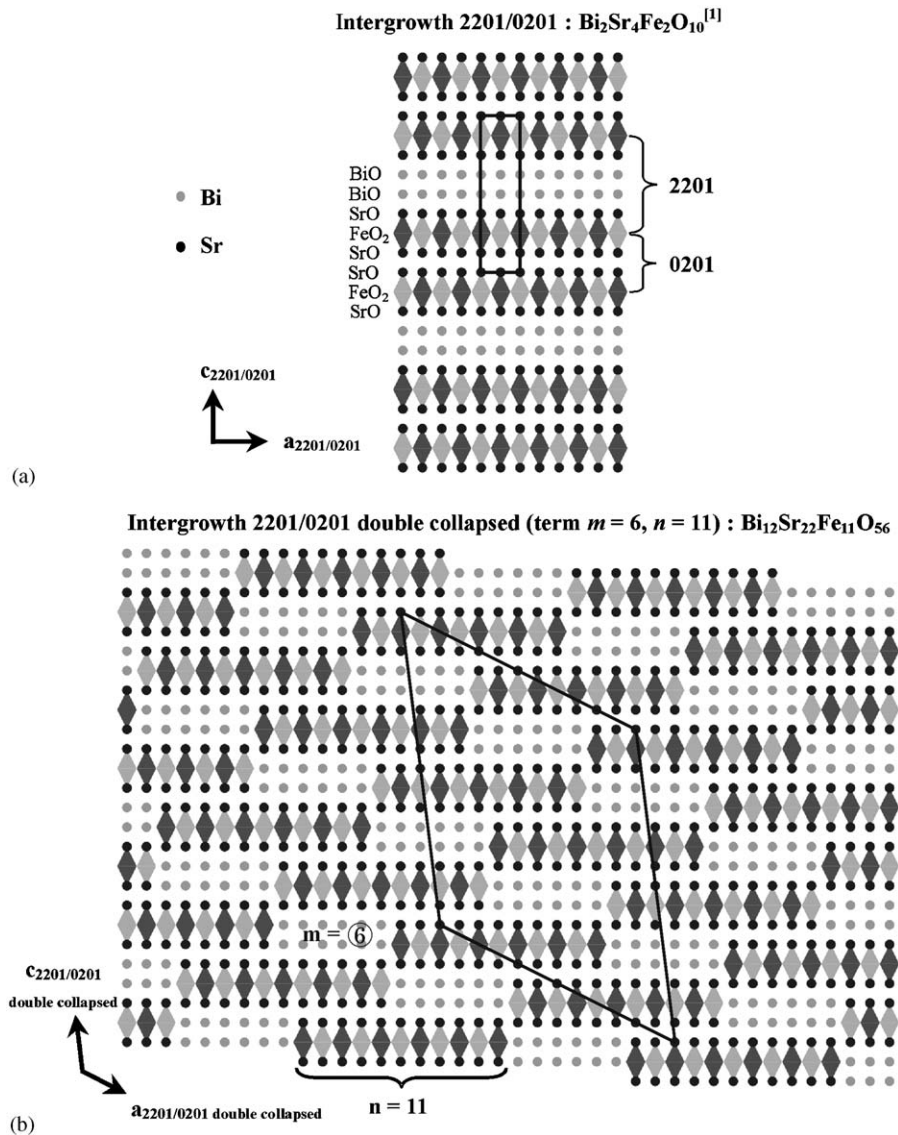 Intergrowth 2201/0201 : Bi₂Sr₄Fe₂O₁₀[1]
Bi
Sr
BiO
BiO
SrO
FeO₂
SrO
SrO
FeO₂
SrO
2201
0201
c2201/0201
a2201/0201
(a)
Intergrowth 2201/0201 double collapsed (term m = 6, n = 11) : Bi₁₂Sr₂₂Fe₁₁O₅₆
m = 6
c2201/0201
double collapsed
a2201/0201 double collapsed
n = 11
(b)